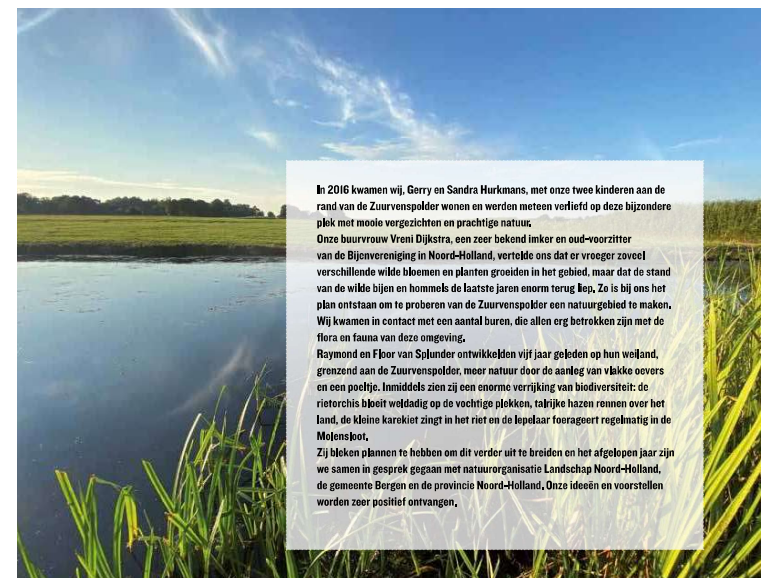 In 2016 kwamen wij, Gerry en Sandra Hurkmans, met onze twee kinderen aan de
rand van de Zuurvenspolder wonen en werden meteen verliefd op deze bijzondere
plek met mooie vergezichten en prachtige natuur.
Onze buurvrouw Vreni Dijkstra, een zeer bekend imker en oud-voorzitter
van de Bijenvereniging in Noord-Holland, vertelde ons dat er vroeger zoveel
verschillende wilde bloemen en planten groeiden in het gebied, maar dat de stand
van de wilde bijen en hommels de laatste jaren enorm terug liep. Zo is bij ons het
plan ontstaan om te proberen van de Zuurvenspolder een natuurgebied te maken.
Wij kwamen in contact met een aantal buren, die allen erg betrokken zijn met de
flora en fauna van deze omgeving.
Raymond en Floor van Splunder ontwikkelden vijf jaar geleden op hun weiland,
grenzend aan de Zuurvenspolder, meer natuur door de aanleg van vlakke oevers
en een poeltje. Inmiddels zien zij een enorme verrijking van biodiversiteit: de
rietorchis bloeit weldadig op de vochtige plekken, talrijke hazen rennen over het
land, de kleine karekiet zingt in het riet en de lepelaar foerageert regelmatig in de
Molensloot.
Zij bleken plannen te hebben om dit verder uit te breiden en het afgelopen jaar zijn
we samen in gesprek gegaan met natuurorganisatie Landschap Noord-Holland,
de gemeente Bergen en de provincie Noord-Holland. Onze ideeën en voorstellen
worden zeer positief ontvangen.